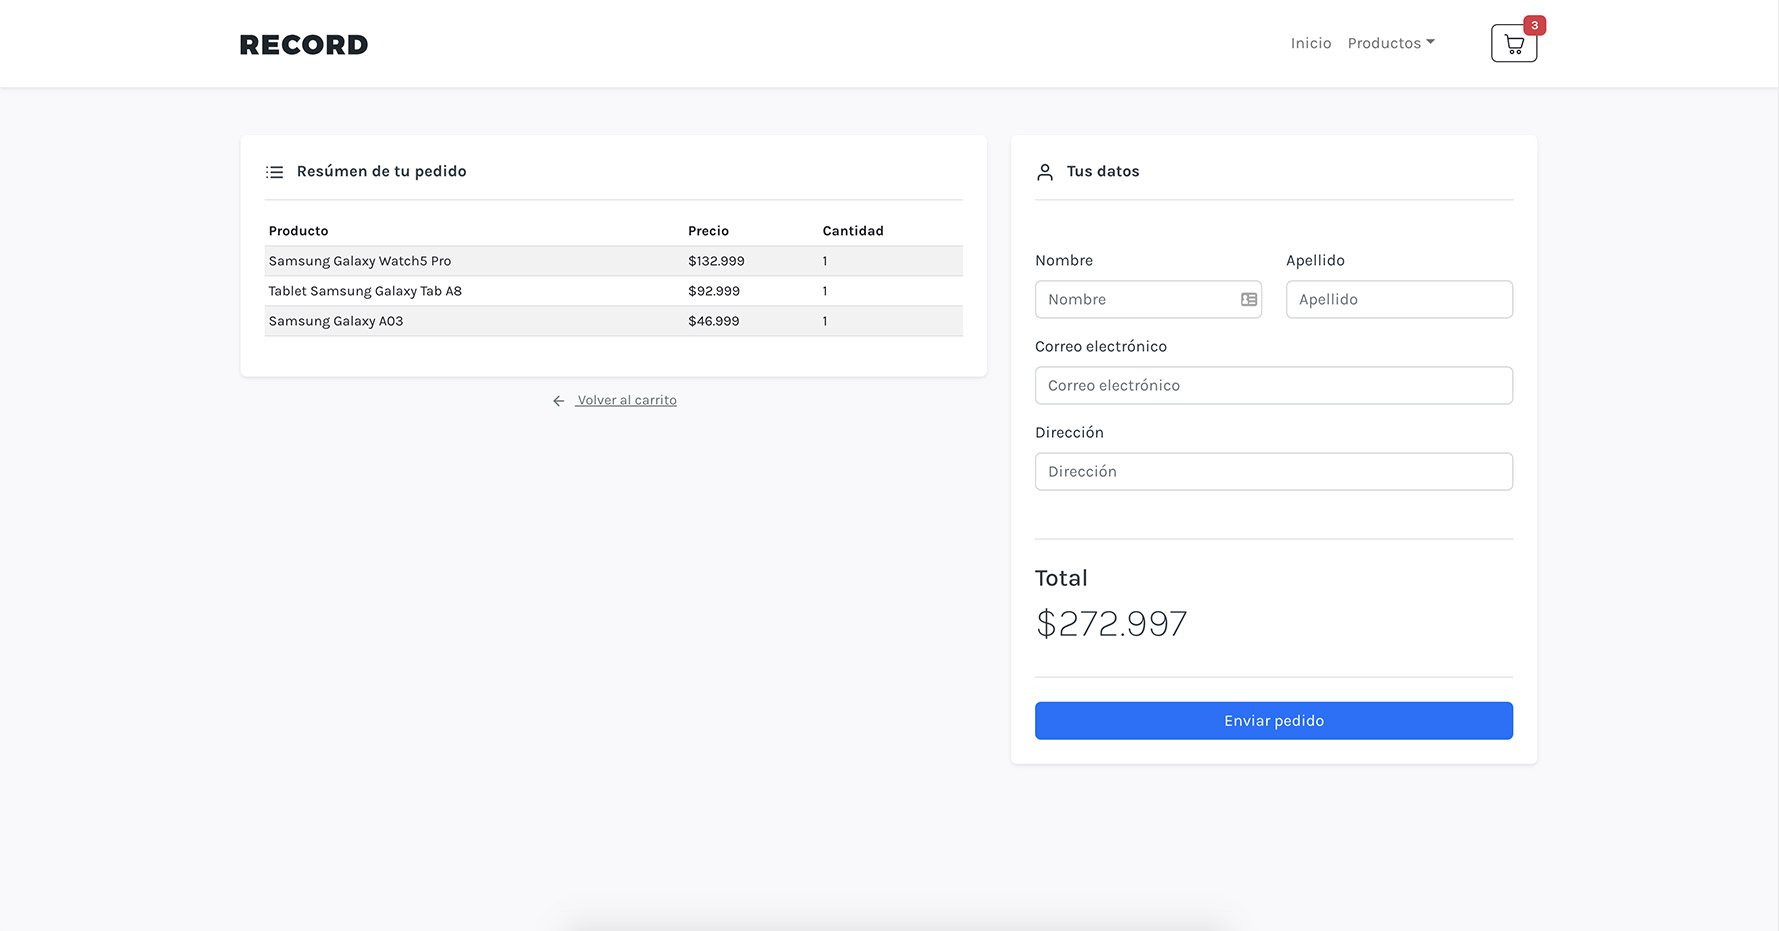 RECORD
Inicio Productos
3
Resúmen de tu pedido
Producto Precio Cantidad
Samsung Galaxy Watch5 Pro $132.999 1
Tablet Samsung Galaxy Tab A8 $92.999 1
Samsung Galaxy A03 $46.999 1
Volver al carrito
Tus datos
Nombre Apellido
Nombre Apellido
Correo electrónico
Correo electrónico
Dirección
Dirección
Total
$272.997
Enviar pedido